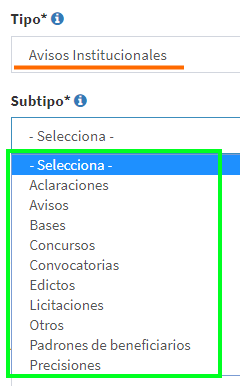 Tipo*
Avisos Institucionales
Subtipo*
- Selecciona -
- Selecciona -
Aclaraciones
Avisos
Bases
Concursos
Convocatorias
Edictos
Licitaciones
Otros
Padrones de beneficiarios
Precisiones